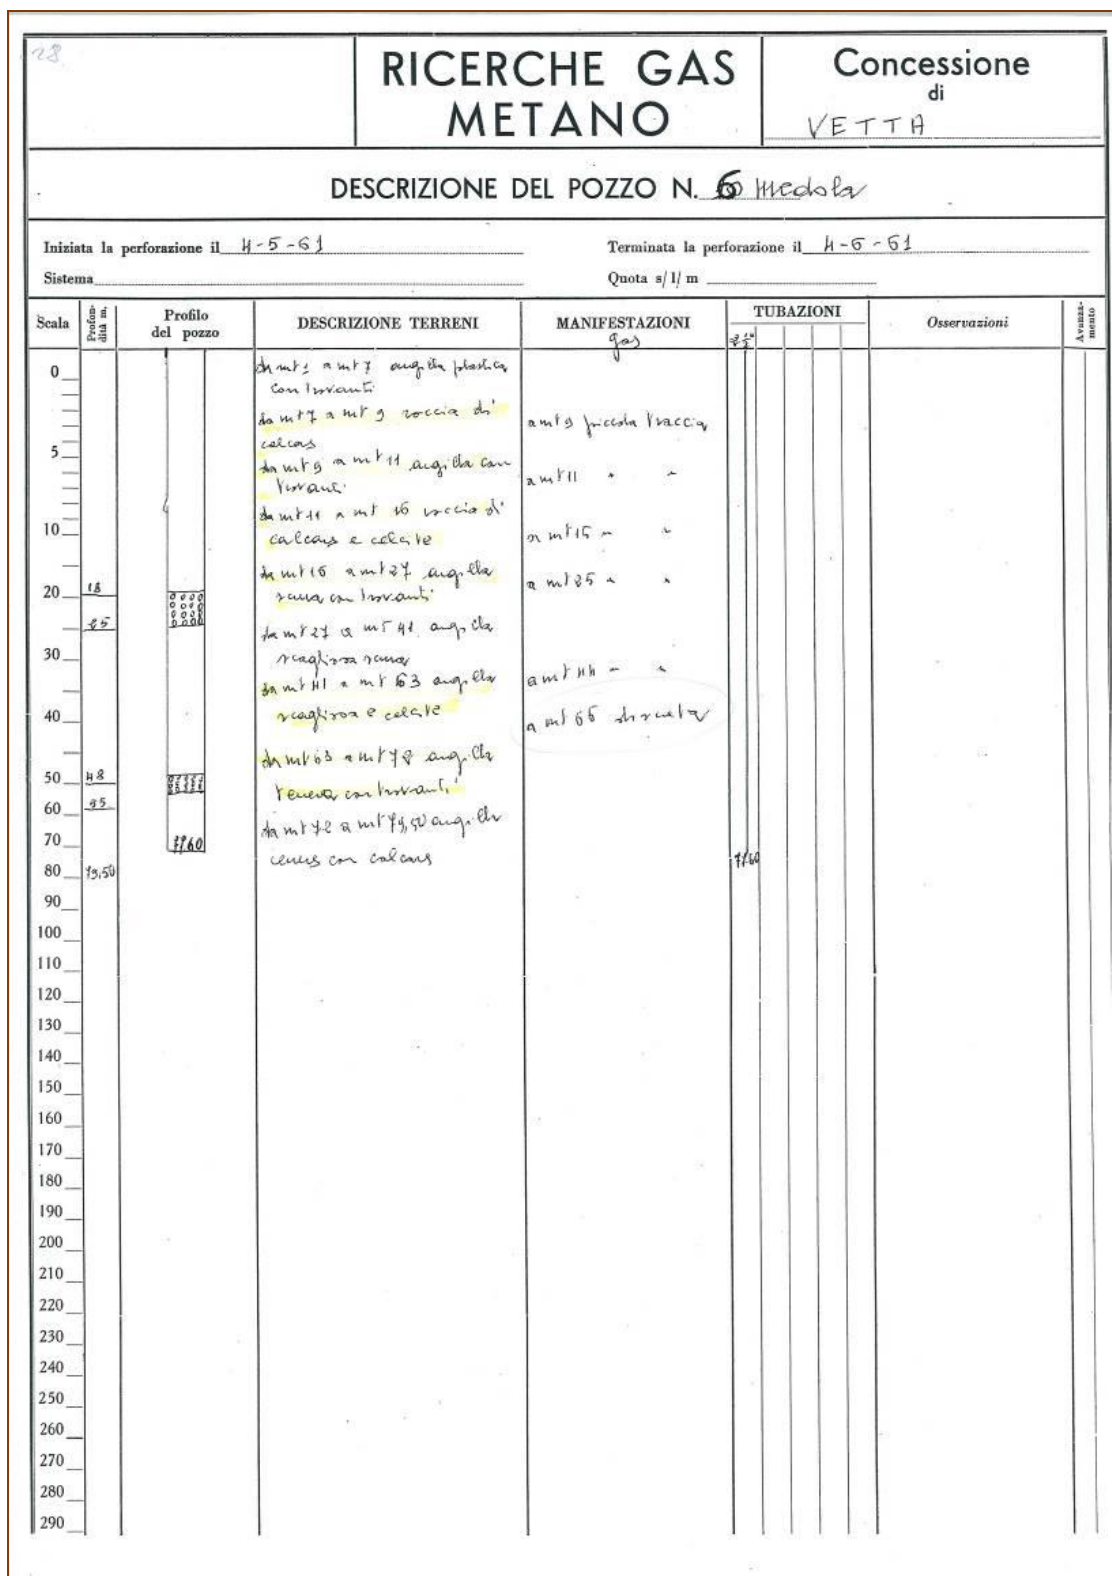 28
RICERCHE GAS
METANO
Concessione
di
VETTA
DESCRIZIONE DEL POZZO N. 6 Medola
Iniziata la perforazione il 4-5-61
Terminata la perforazione il 4-6-61
Sistema
Quota s/l/m
Scala
Profondità m.
Profilo
del pozzo
DESCRIZIONE TERRENI
MANIFESTAZIONI
gas
TUBAZIONI
Osservazioni
Avanzamento
da mt 1 a mt 7 argilla plastica
con trovanti
da mt 7 a mt 9 roccia di
calcare
da mt 9 a mt 11 argilla con
trovanti
da mt 11 a mt 16 roccia di
calcare e calcite
da mt 16 a mt 27 argilla
con trovanti
da mt 27 a mt 41 argilla
scagliosa
da mt 41 a mt 63 argilla
scagliosa e calcite
da mt 63 a mt 72 argilla
tenera con trovanti
da mt 72 a mt 79,50 argilla
con calcare
a mt 9 piccola traccia
a mt 11 " "
a mt 15 " "
a mt 25 " "
a mt 44 " "
a mt 66 discreta
0
5
10
20
30
40
50
60
70
80
90
100
110
120
130
140
150
160
170
180
190
200
210
220
230
240
250
260
270
280
290
18
25
48
55
79,50
77,60
77,60